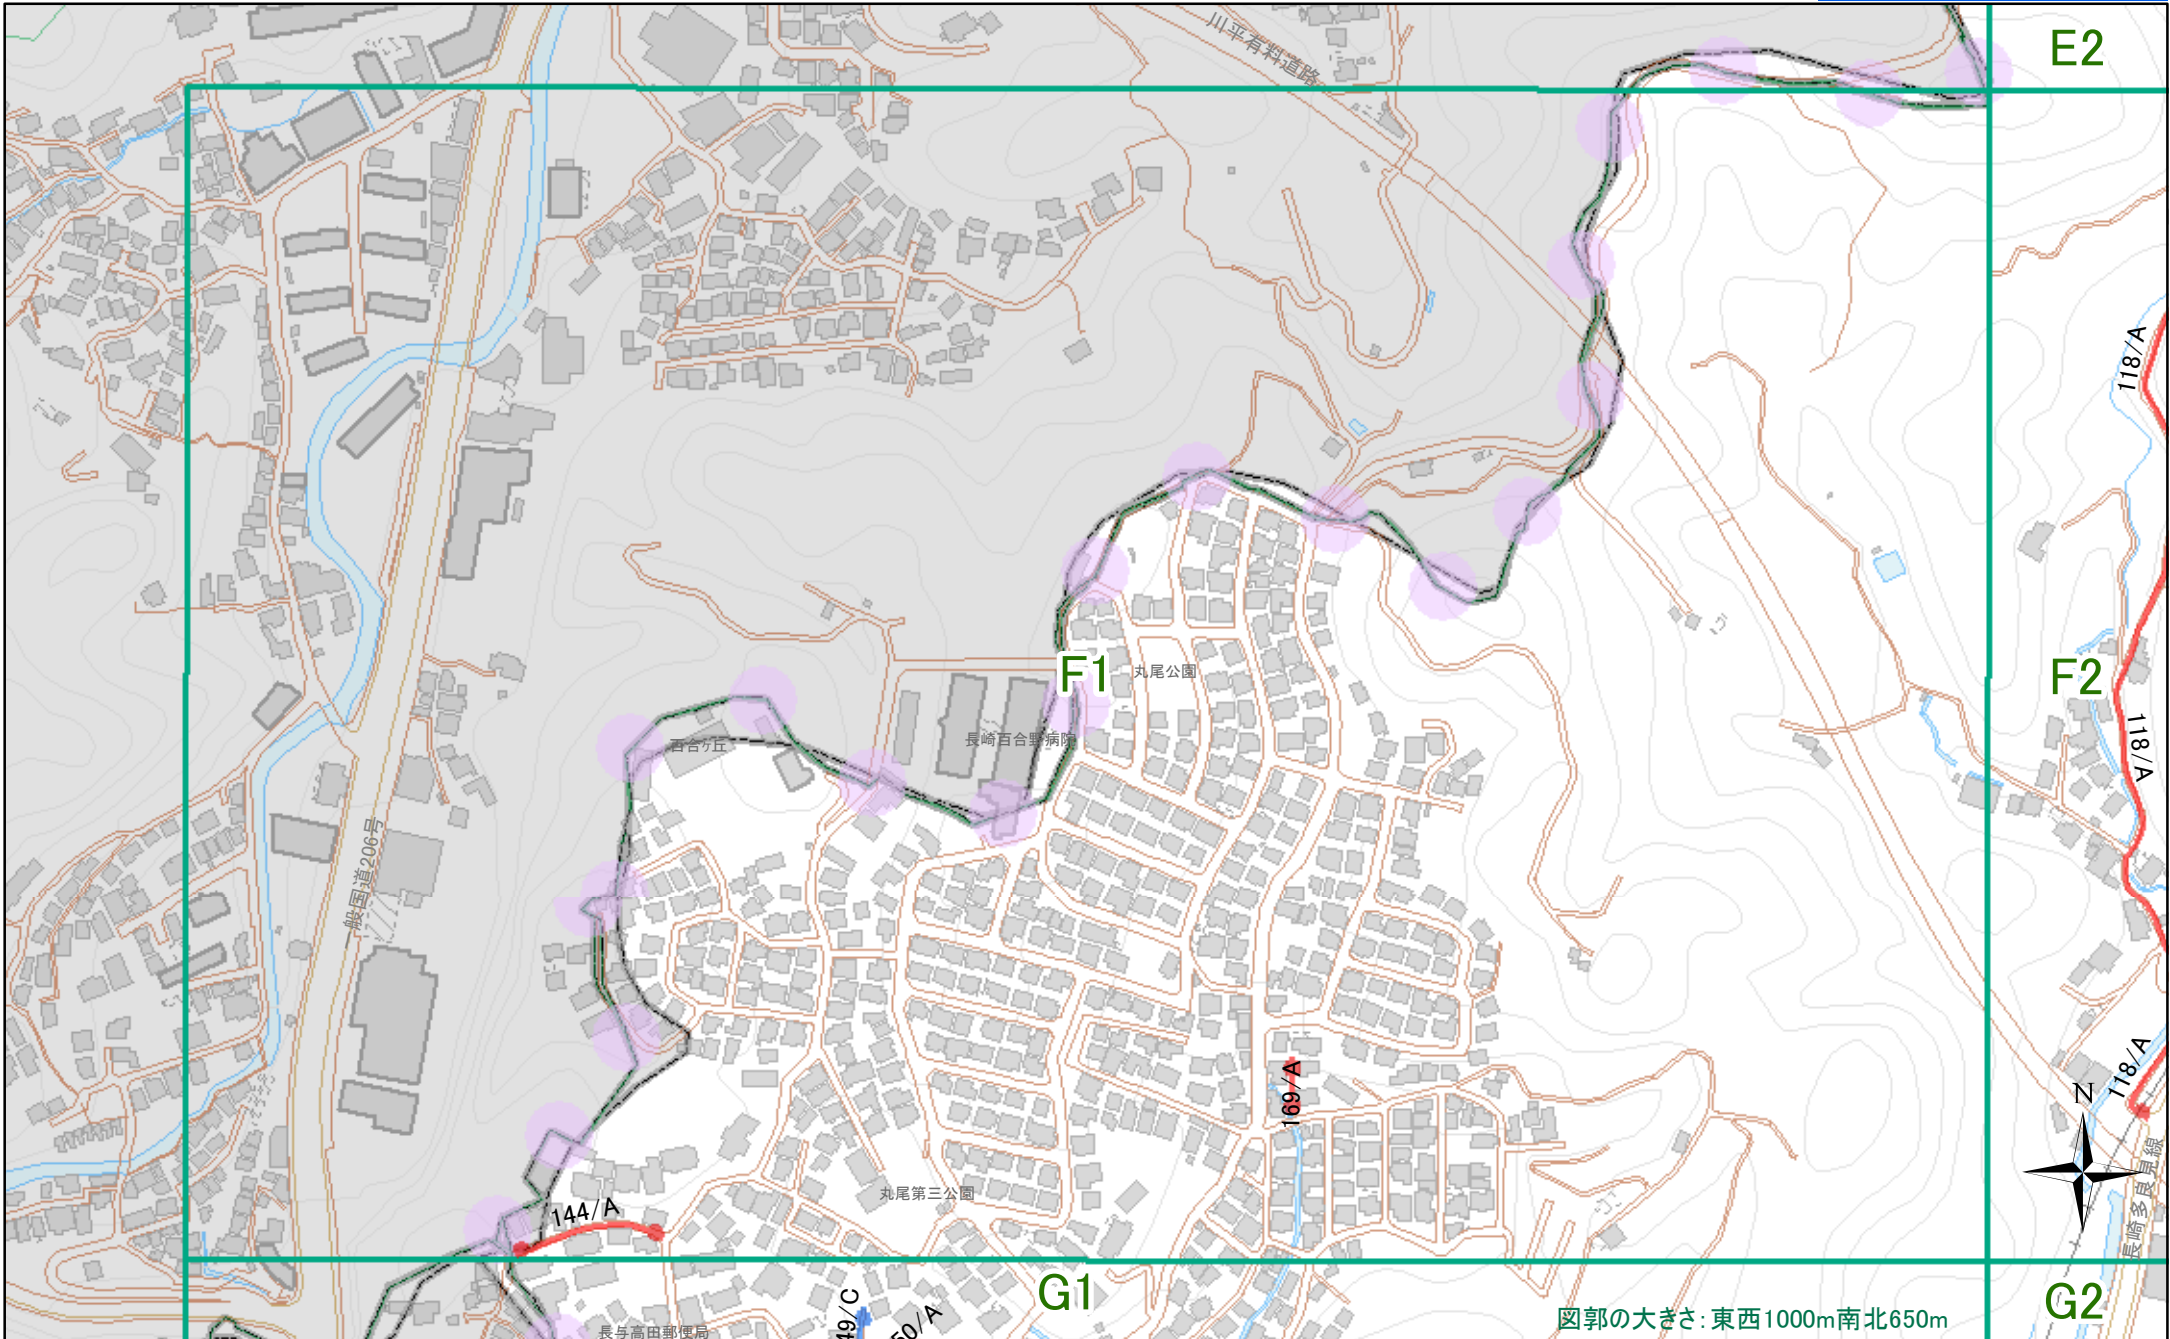 川平有料道路
E2
118/A
F1
丸尾公園
F2
百合ヶ丘
長崎百合野病院
118/A
一般国道206号
169/A
118/A
N
長崎多良見線
丸尾第三公園
144/A
G1
G2
49/C
50/A
図郭の大きさ：東西1000m南北650m
長与高田郵便局